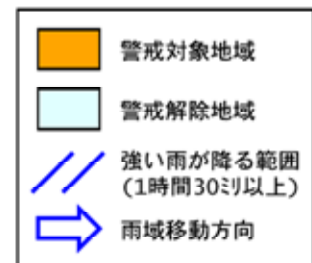 警戒対象地域
警戒解除地域
強い雨が降る範囲
(1時間30ミリ以上)
雨域移動方向